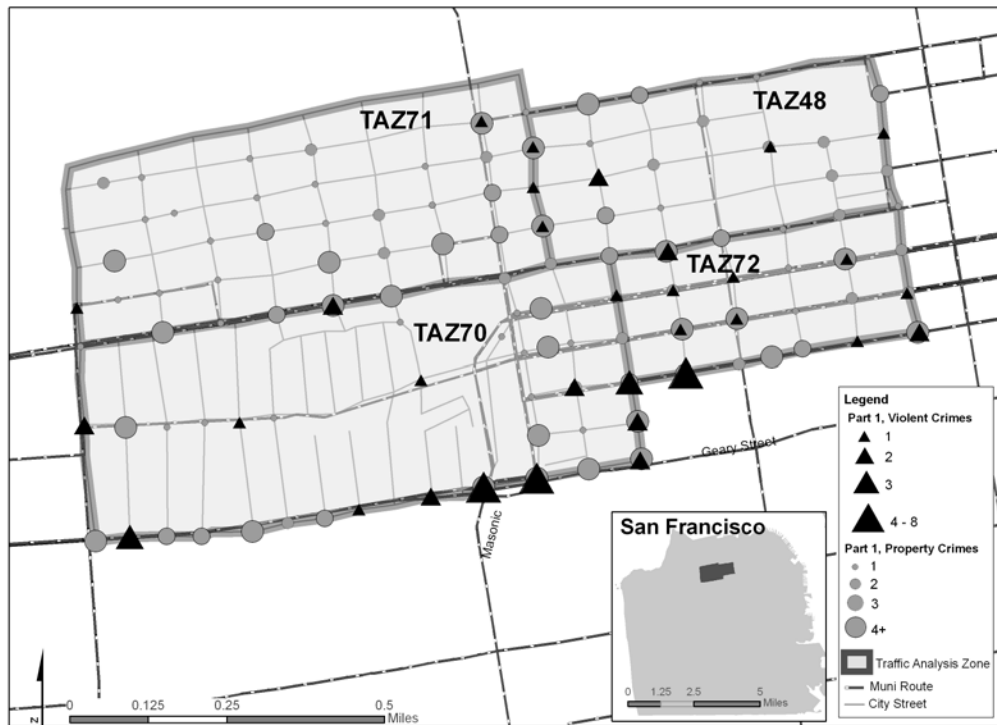 TAZ71
TAZ48
TAZ72
TAZ70
Geary Street
Masonic
Legend
Part 1, Violent Crimes
1
2
3
4 - 8
Part 1, Property Crimes
1
2
3
4+
Traffic Analysis Zone
Muni Route
City Street
San Francisco
0 1.25 2.5 5
Miles
N
0 0.125 0.25 0.5
Miles